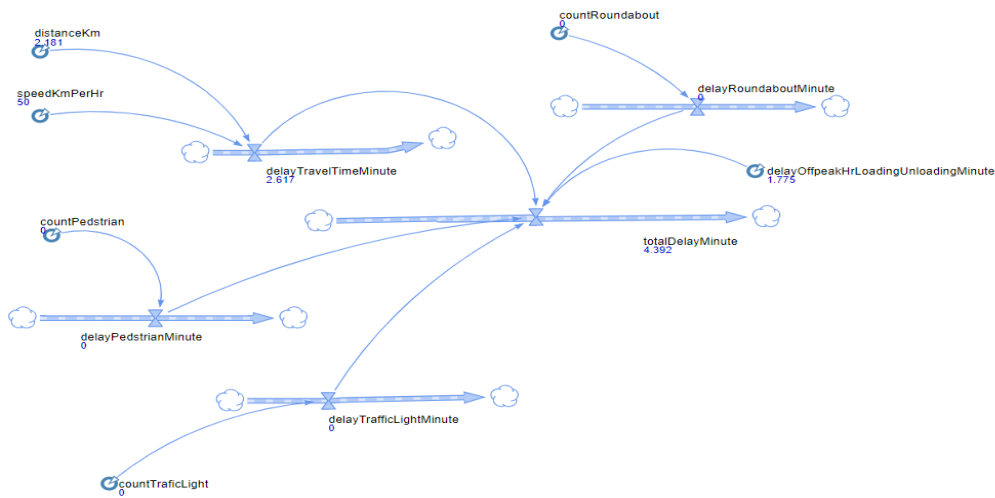 distanceKm
2.181
speedKmPerHr
50
delayTravelTimeMinute
2.617
countRoundabout
0
delayRoundaboutMinute
0
delayOffpeakHrLoadingUnloadingMinute
1.775
countPedstrian
0
totalDelayMinute
4.392
delayPedstrianMinute
0
delayTrafficLightMinute
0
countTraficLight
0